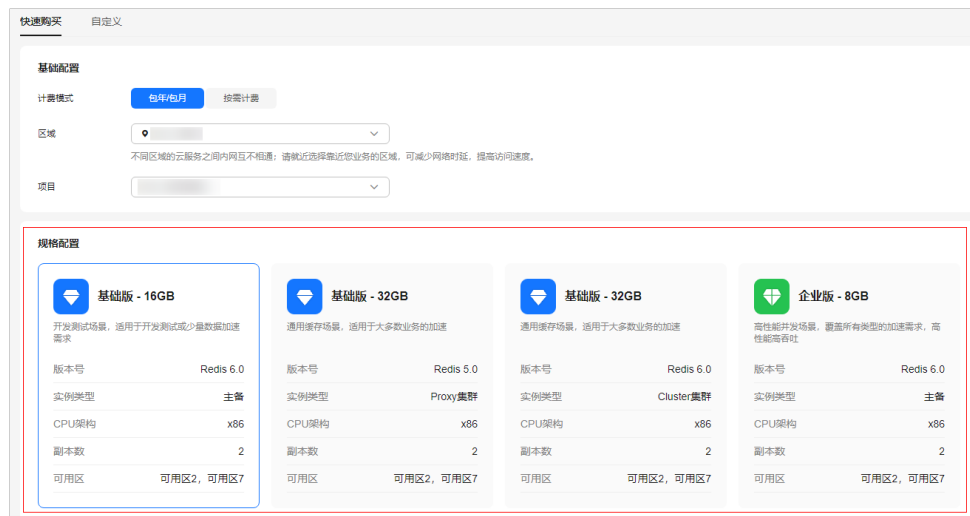 快速购买 自定义
基础配置
计费模式 包年/包月 按需计费
区域
不同区域的云服务之间内网互不相通；请就近选择靠近您业务的区域，可减少网络时延，提高访问速度。
项目
规格配置
基础版 - 16GB
开发测试场景，适用于开发测试或少量数据加速
需求
版本号 Redis 6.0
实例类型 主备
CPU架构 x86
副本数 2
可用区 可用区2，可用区7
基础版 - 32GB
通用缓存场景，适用于大多数业务的加速
版本号 Redis 5.0
实例类型 Proxy集群
CPU架构 x86
副本数 2
可用区 可用区2，可用区7
基础版 - 32GB
通用缓存场景，适用于大多数业务的加速
版本号 Redis 6.0
实例类型 Cluster集群
CPU架构 x86
副本数 2
可用区 可用区2，可用区7
企业版 - 8GB
高性能并发场景，覆盖所有类型的加速需求，高
性能高吞吐
版本号 Redis 6.0
实例类型 主备
CPU架构 x86
副本数 2
可用区 可用区2，可用区7